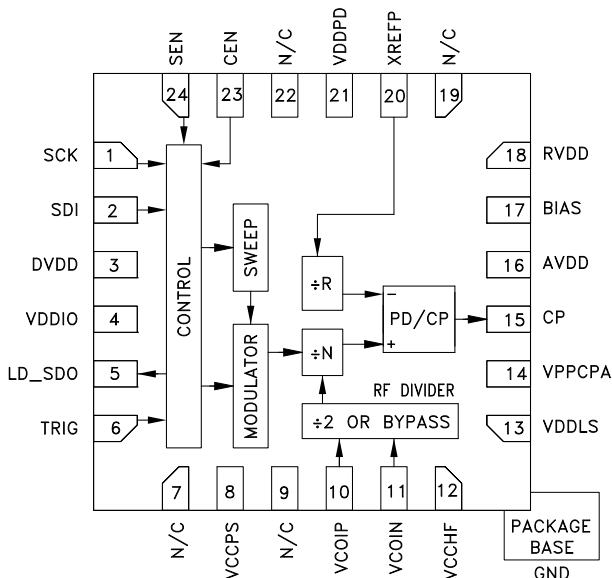 SEN
CEN
N/C
VDDPD
XREFP
N/C
24
23
22
21
20
19
SCK
1
18
RVDD
SDI
2
17
BIAS
DVDD
3
16
AVDD
VDDIO
4
15
CP
LD_SDO
5
14
VPPCPA
TRIG
6
13
VDDLS
CONTROL
SWEEP
MODULATOR
÷R
÷N
−
PD/CP
+
RF DIVIDER
÷2 OR BYPASS
7
8
9
10
11
12
N/C
VCCPS
N/C
VCOIP
VCOIN
VCCHF
PACKAGE
BASE
GND